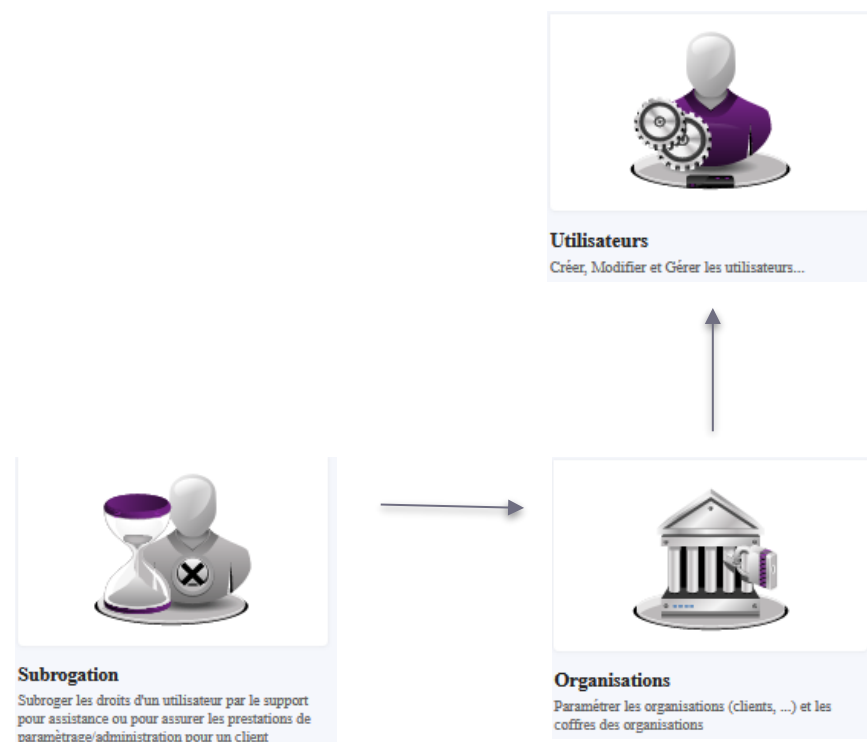 Utilisateurs
Créer, Modifier et Gérer les utilisateurs...
Subrogation
Subroger les droits d'un utilisateur par le support
pour assistance ou pour assurer les prestations de
paramètrage/administration pour un client
Organisations
Paramétrer les organisations (clients, ...) et les
coffres des organisations